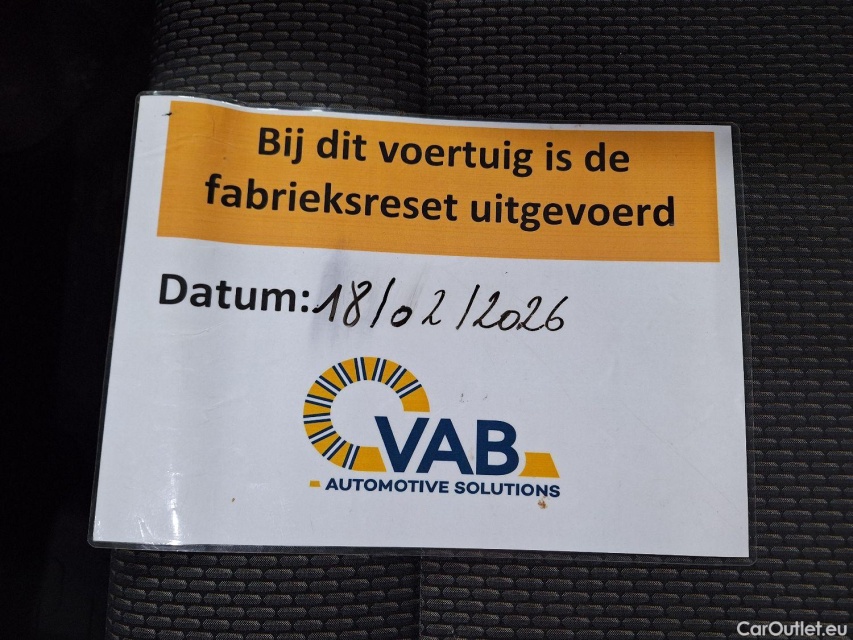 Bij dit voertuig is de
fabrieksreset uitgevoerd
Datum: 18/02/2026
VAB
AUTOMOTIVE SOLUTIONS
CarOutlet.eu